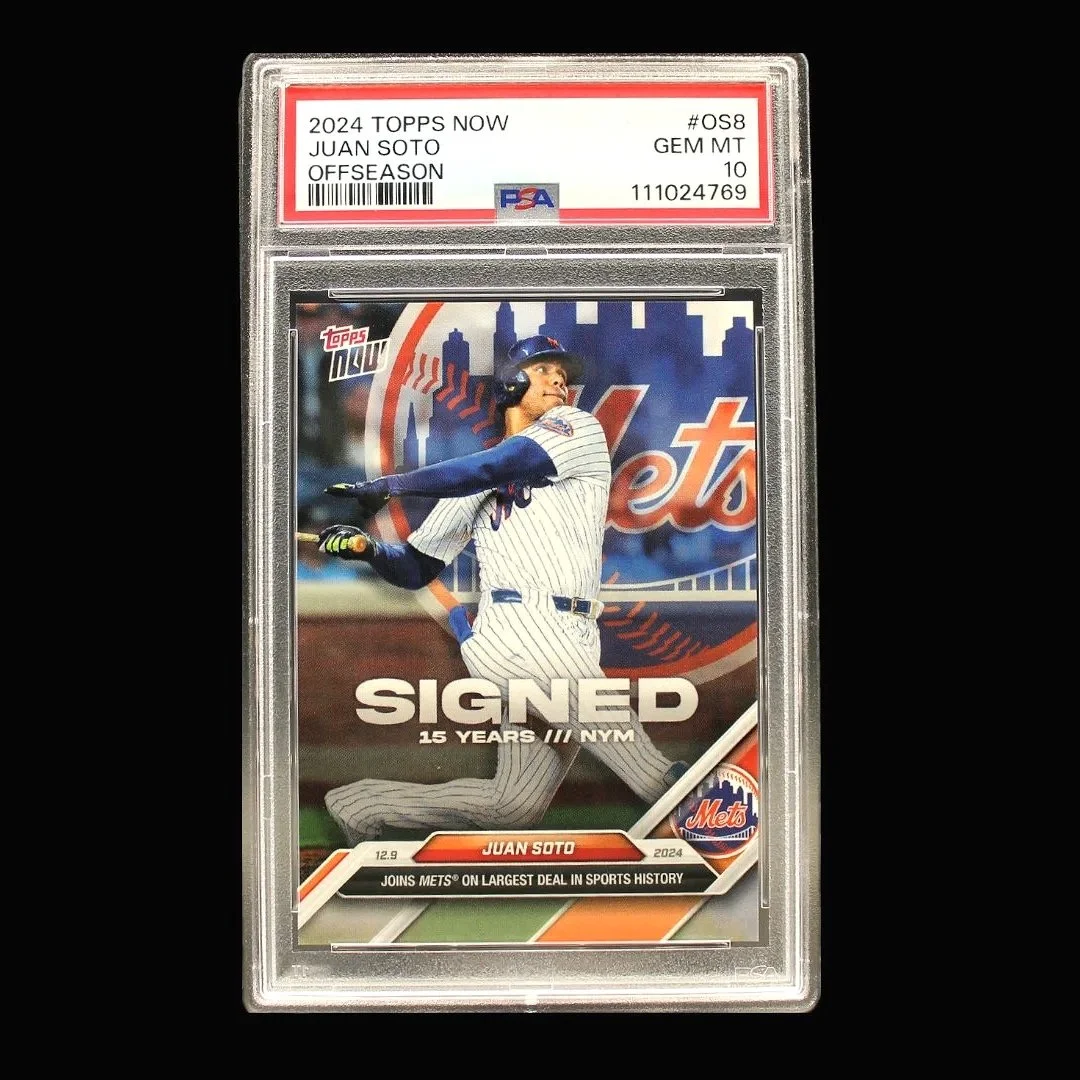 2024 TOPPS NOW #OS8
JUAN SOTO GEM MT
OFFSEASON 10
PSA 111024769
TOPPS
NOW
Mets
SIGNED
15 YEARS /// NYM
Mets
12.9 JUAN SOTO 2024
JOINS METS® ON LARGEST DEAL IN SPORTS HISTORY
PSA